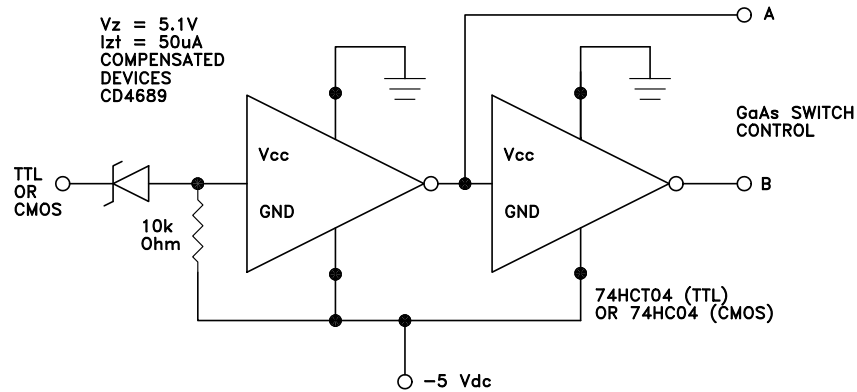 Vz = 5.1V
Izt = 50uA
COMPENSATED
DEVICES
CD4689
A
GaAs SWITCH
CONTROL
Vcc
Vcc
TTL
OR
CMOS
B
GND
GND
10k
Ohm
74HCT04 (TTL)
OR 74HC04 (CMOS)
-5 Vdc